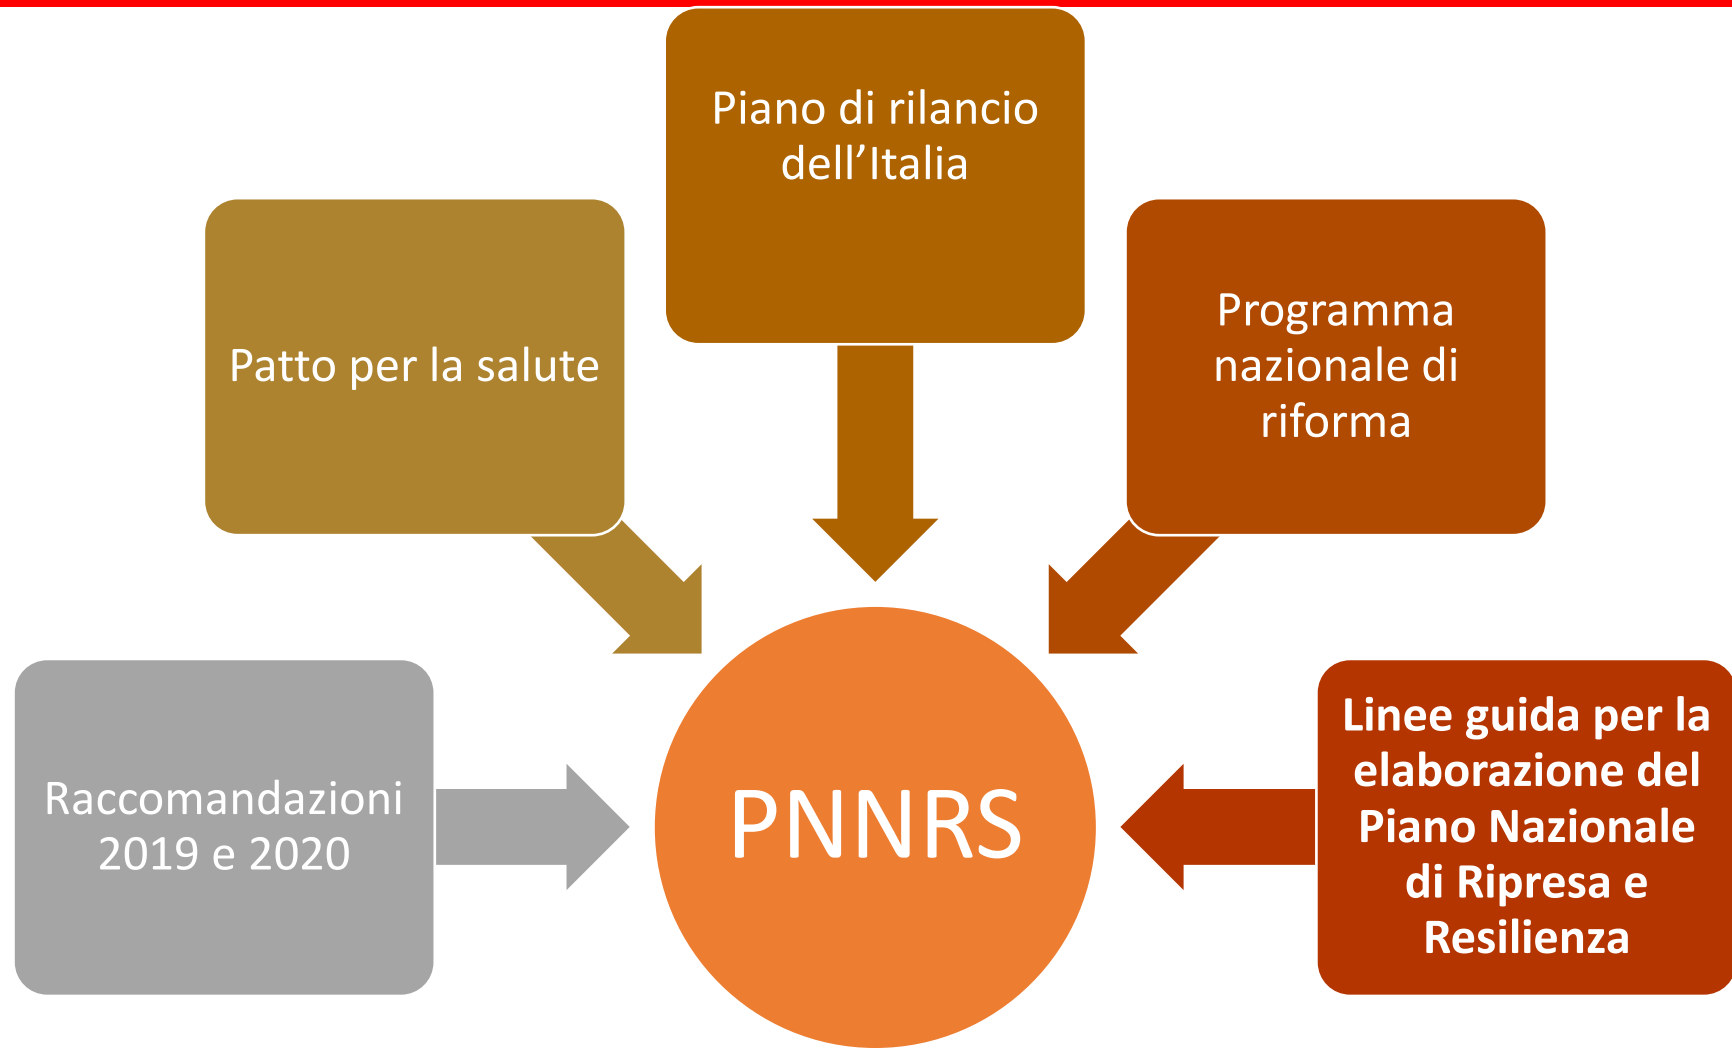 Piano di rilancio
dell’Italia
Patto per la salute
Programma
nazionale di
riforma
Raccomandazioni
2019 e 2020
PNNRS
Linee guida per la
elaborazione del
Piano Nazionale
di Ripresa e
Resilienza